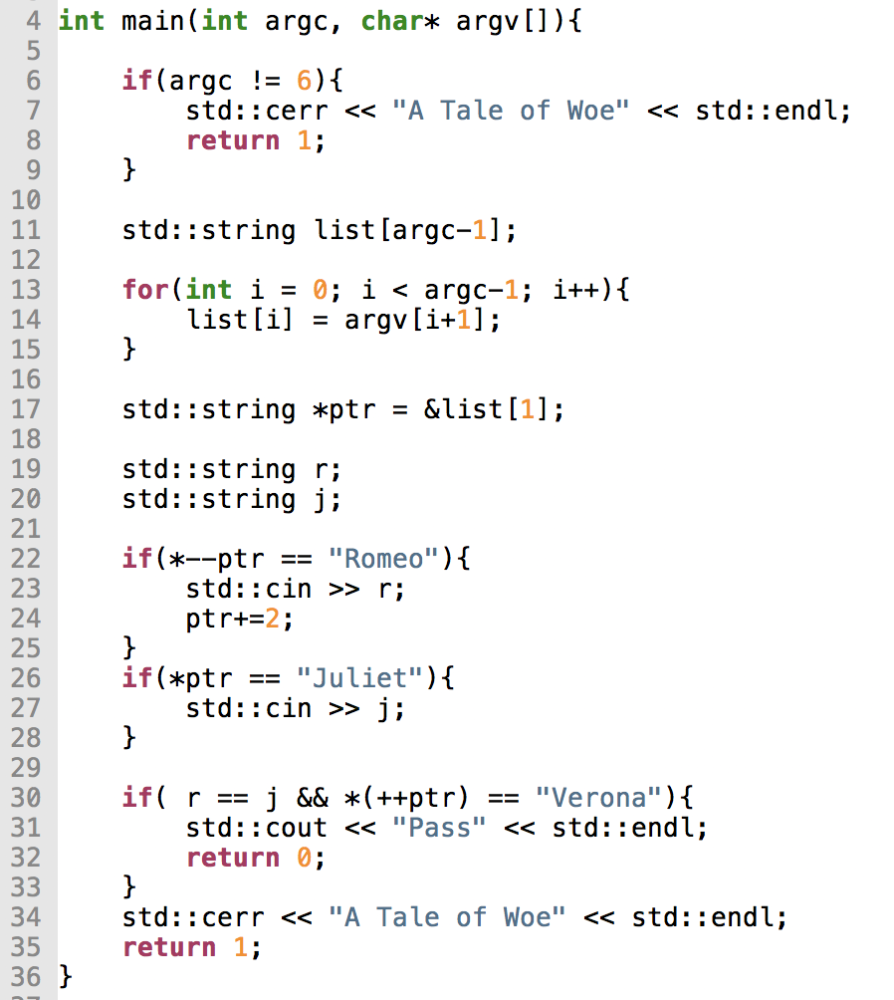 4 int main(int argc, char* argv[]){
5
6     if(argc != 6){
7         std::cerr << "A Tale of Woe" << std::endl;
8         return 1;
9     }
10
11     std::string list[argc-1];
12
13     for(int i = 0; i < argc-1; i++){
14         list[i] = argv[i+1];
15     }
16
17     std::string *ptr = &list[1];
18
19     std::string r;
20     std::string j;
21
22     if(*--ptr == "Romeo"){
23         std::cin >> r;
24         ptr+=2;
25     }
26     if(*ptr == "Juliet"){
27         std::cin >> j;
28     }
29
30     if( r == j && *(++ptr) == "Verona"){
31         std::cout << "Pass" << std::endl;
32         return 0;
33     }
34     std::cerr << "A Tale of Woe" << std::endl;
35     return 1;
36 }